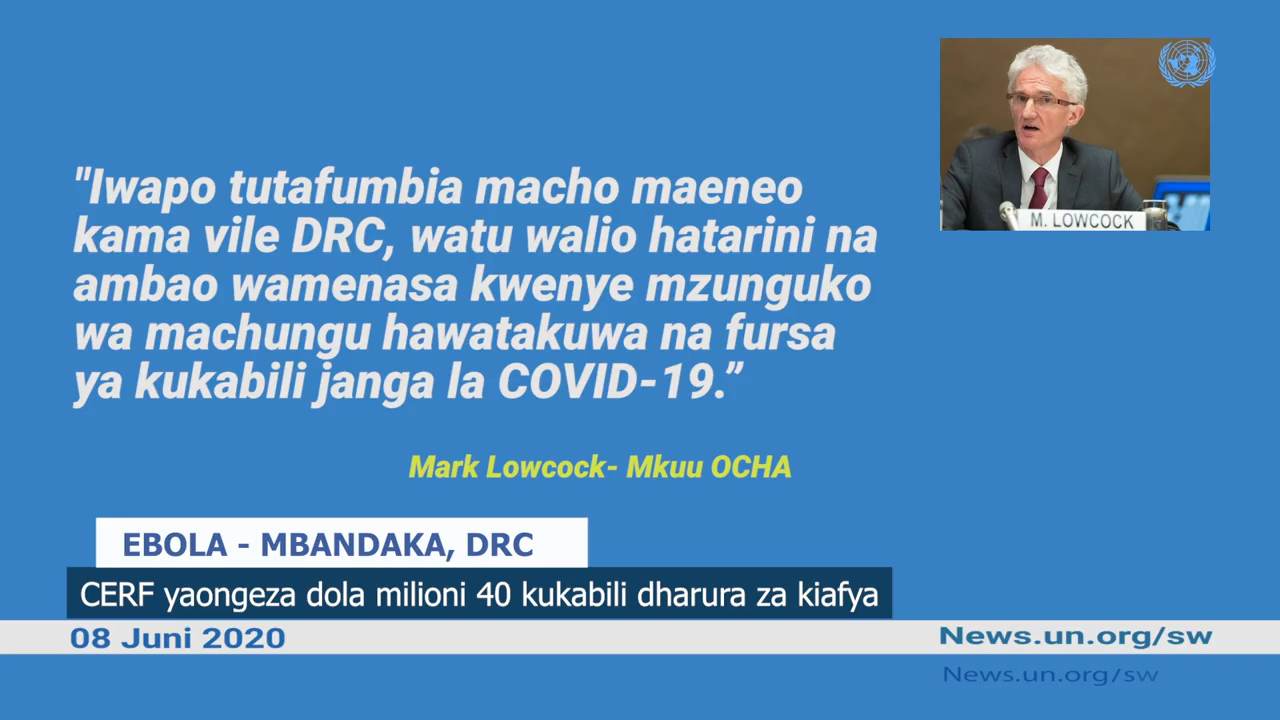 M. LOWCOCK
"Iwapo tutafumbia macho maeneo
kama vile DRC, watu walio hatarini na
ambao wamenasa kwenye mzunguko
wa machungu hawatakuwa na fursa
ya kukabili janga la COVID-19.”
Mark Lowcock- Mkuu OCHA
EBOLA - MBANDAKA, DRC
CERF yaongeza dola milioni 40 kukabili dharura za kiafya
08 Juni 2020
News.un.org/sw
News.un.org/sw